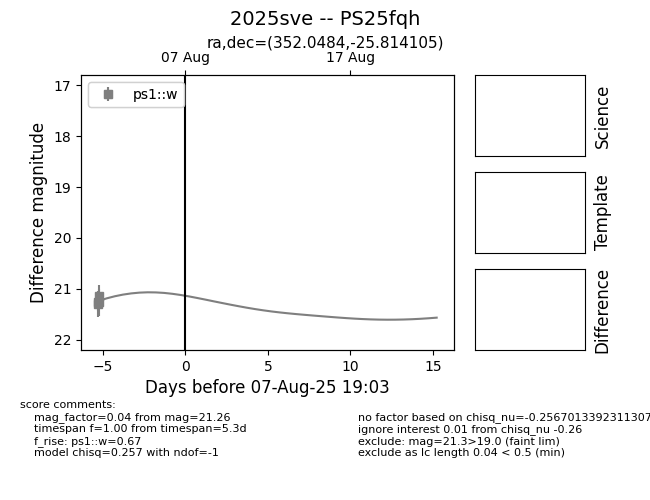 2025sve -- PS25fqh
ra,dec=(352.0484,-25.814105)
07 Aug
17 Aug
ps1::w
17
18
19
20
21
22
Difference magnitude
−5
0
5
10
15
Days before 07-Aug-25 19:03
Science
Template
Difference
score comments:
mag_factor=0.04 from mag=21.26
timespan f=1.00 from timespan=5.3d
f_rise: ps1::w=0.67
model chisq=0.257 with ndof=-1
no factor based on chisq_nu=-0.2567013392311307
ignore interest 0.01 from chisq_nu -0.26
exclude: mag=21.3>19.0 (faint lim)
exclude as lc length 0.04 < 0.5 (min)